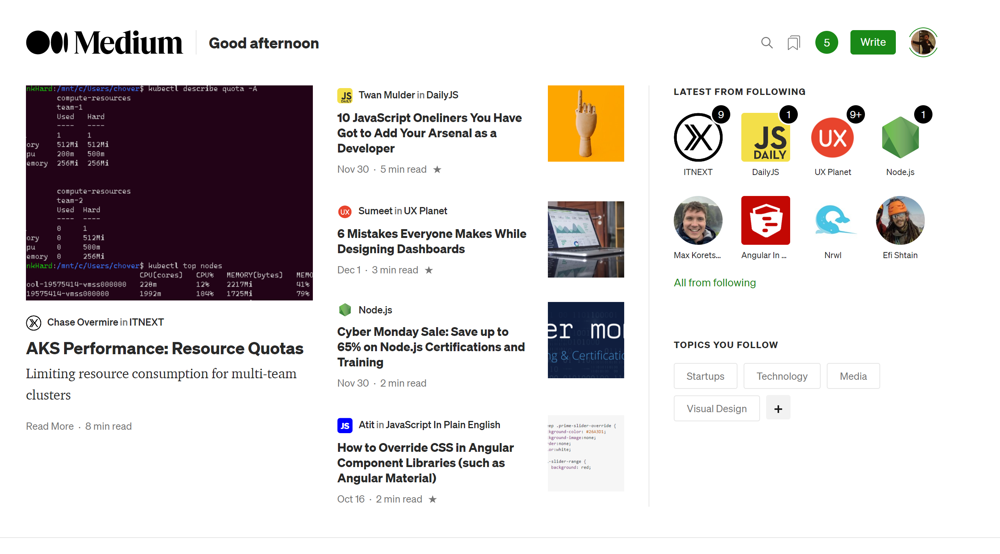 Medium
Good afternoon
5
Write
nkHard:/mnt/c/Users/chover$ kubectl describe quota -A
compute-resources
team-1
Used Hard
---- ----
1 1
ory 512Mi 512Mi
pu 200m 500m
emory 256Mi 256Mi
compute-resources
team-2
Used Hard
---- ----
0 1
ory 0 512Mi
pu 0 500m
emory 0 256Mi
nkHard:/mnt/c/Users/chover$ kubectl top nodes
CPU(cores) CPU% MEMORY(bytes) MEMO
ool-19575414-vmss000000 228m 12% 2217Mi 41%
19575414-vmss000000 1992m 104% 1725Mi 79%
Chase Overmire in ITNEXT
AKS Performance: Resource Quotas
Limiting resource consumption for multi-team
clusters
Read More · 8 min read
JS
DAILY
Twan Mulder in DailyJS
10 JavaScript Oneliners You Have
Got to Add Your Arsenal as a
Developer
Nov 30 · 5 min read ★
UX
Sumeet in UX Planet
6 Mistakes Everyone Makes While
Designing Dashboards
Dec 1 · 3 min read ★
Node.js
Cyber Monday Sale: Save up to
65% on Node.js Certifications and
Training
Nov 30 · 2 min read
er mo
ng & Certificatio
JS
Atit in JavaScript In Plain English
How to Override CSS in Angular
Component Libraries (such as
Angular Material)
Oct 16 · 2 min read ★
eep .prime-slider-override {
kground-color: #26A3D1;
kground-image:none;
der:none;
or:white;
-slider-range {
background: red;
LATEST FROM FOLLOWING
9
1
9+
1
JS
DAILY
UX
ITNEXT
DailyJS
UX Planet
Node.js
Max Korets...
Angular In ...
Nrwl
Efi Shtain
All from following
TOPICS YOU FOLLOW
Startups
Technology
Media
Visual Design
+